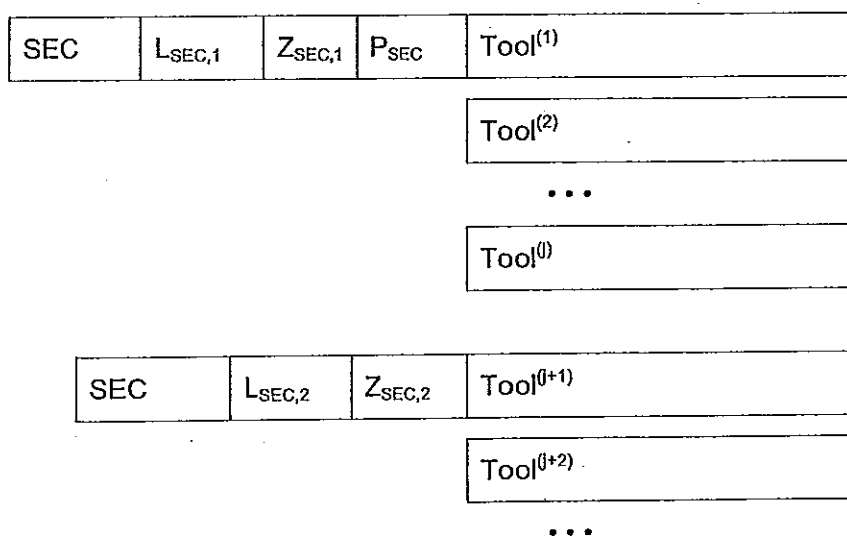 SEC L_SEC,1 Z_SEC,1 P_SEC Tool^(1)
Tool^(2)
...
Tool^(j)
SEC L_SEC,2 Z_SEC,2 Tool^(j+1)
Tool^(j+2)
...